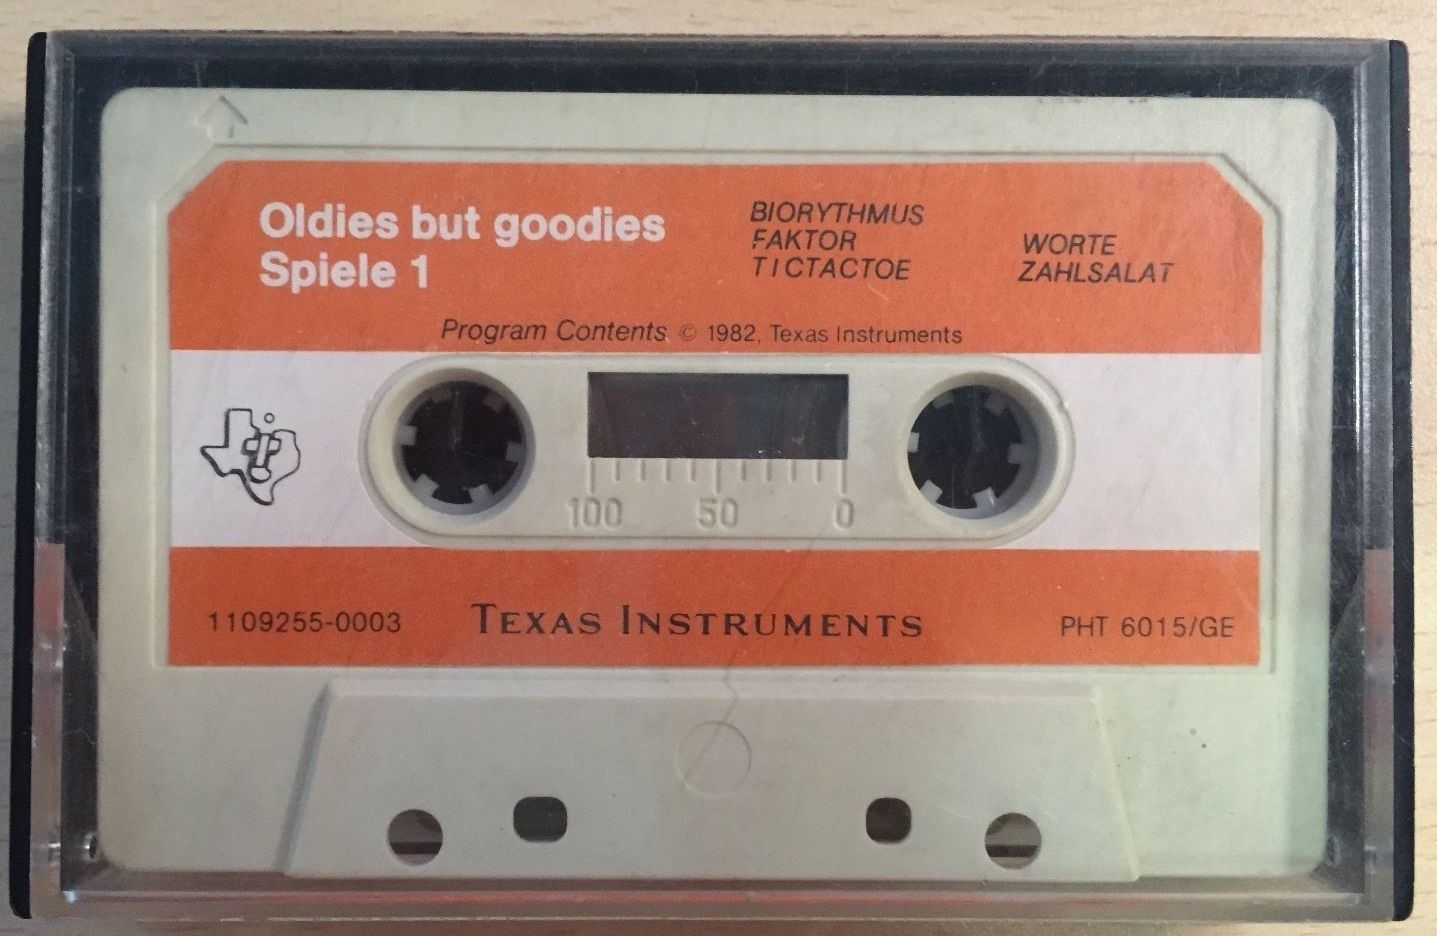 Oldies but goodies
Spiele 1
BIORYTHMUS
FAKTOR
TICTACTOE
WORTE
ZAHLSALAT
Program Contents © 1982, Texas Instruments
100 50 0
1109255-0003 TEXAS INSTRUMENTS PHT 6015/GE